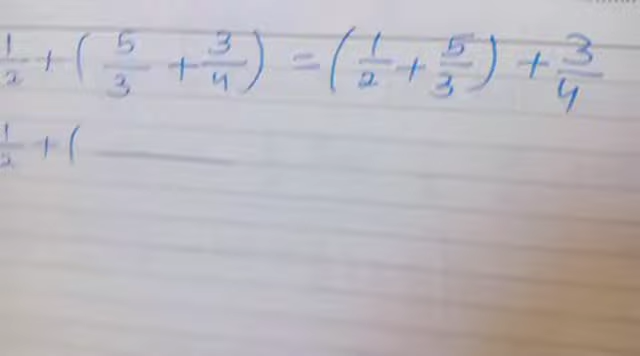 1/2 + ( 5/3 + 3/4 ) = ( 1/2 + 5/3 ) + 3/4
1/2 + (